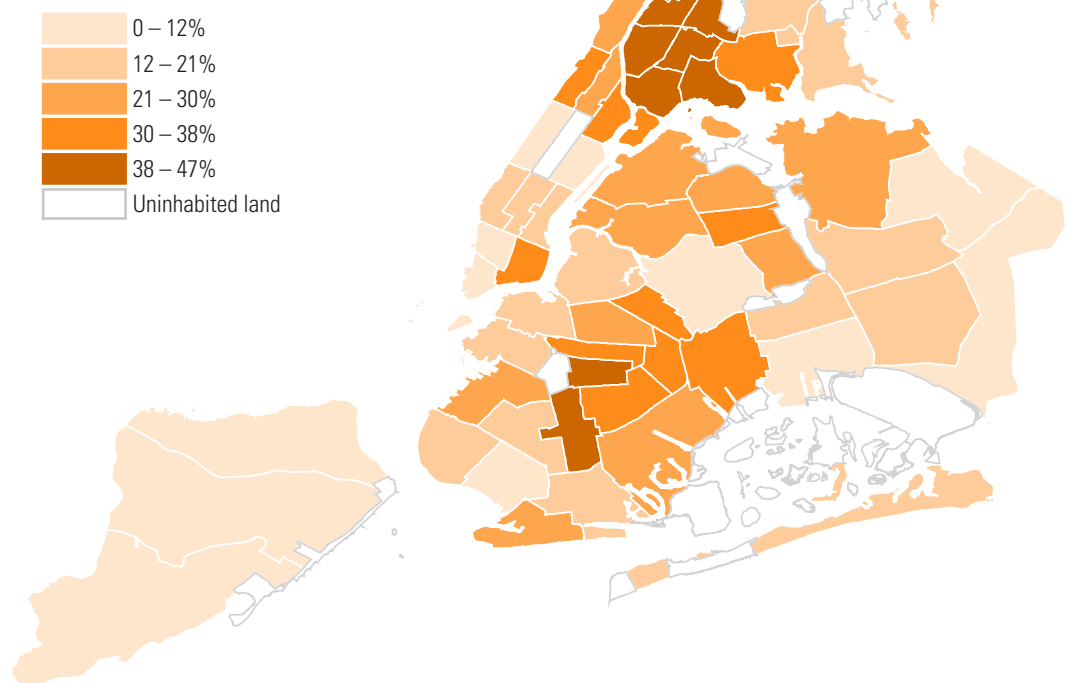 0 – 12%
12 – 21%
21 – 30%
30 – 38%
38 – 47%
Uninhabited land